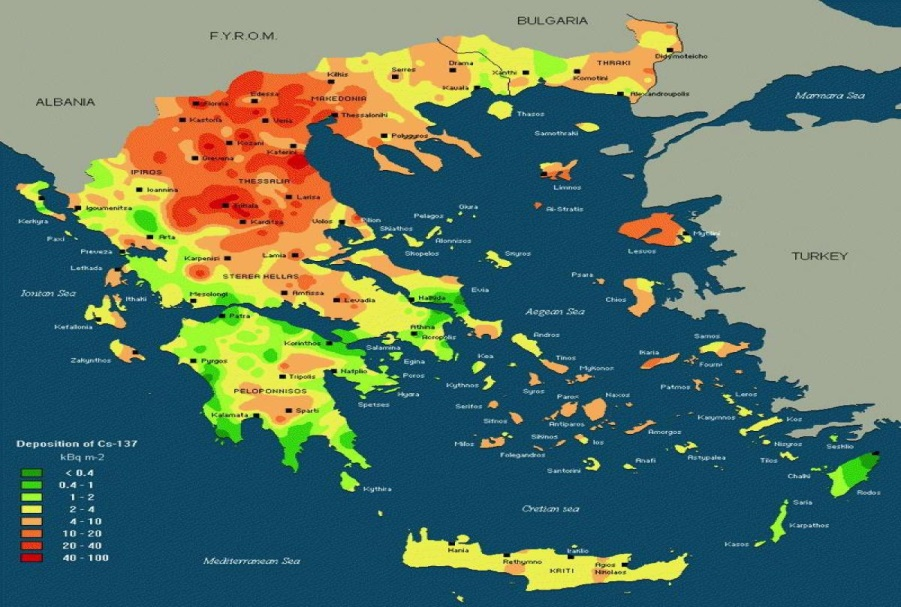 BULGARIA
F.Y.R.O.M.
Didymoteicho
Drama
THRAKI
Serres
Xanthi
Kilkis
Komotini
Edessa
Kavala
Alexandroupolis
MAKEDONIA
Marmara Sea
ALBANIA
Florina
Thessaloniki
Thasos
Kastoria
Veria
Samothraki
Polygyros
Kozani
Katerini
Grevena
IPIROS
Limnos
THESSALIA
Ioannina
Larisa
Trikala
Igoumenitsa
Ai-Stratis
Kerkyra
Karditsa
Volos
Pilion
Pelagos
Giura
Skiathos
Mytilini
Paxi
Arta
Alonnisos
Lesvos
Preveza
Karpenisi
Lamia
Skopelos
Skyros
TURKEY
Lefkada
STEREA HELLAS
Psara
Ionian Sea
Mesolongi
Amfissa
Evia
Ithaki
Levadia
Halkida
Chios
Patra
Aegean Sea
Kefallonia
Athina
Andros
Akropolis
Samos
Korinthos
Salamina
Zakynthos
Kea
Tinos
Ikaria
Pyrgos
Egina
Fourni
Tripolis
Nafplio
Poros
Mykonos
Kythnos
Patmos
PELOPONNISOS
Hydra
Syros
Paros
Naxos
Leros
Spetses
Serifos
Kalamata
Sparti
Sifnos
Antiparos
Kalymnos
Kos
Amorgos
Deposition of Cs-137
Milos
Sikinos
Ios
Nisyros
kBq m-2
Folegandros
Astypalea
Tilos
Santorini
Anafi
Chalki
< 0.4
Kythira
Rodos
0.4 - 1
1 - 2
Saria
2 - 4
Cretian sea
4 - 10
Karpathos
10 - 20
Kasos
20 - 40
Hania
Iraklio
40 - 100
Mediterranean Sea
Rethymno
Agios
KRITI
Nikolaos